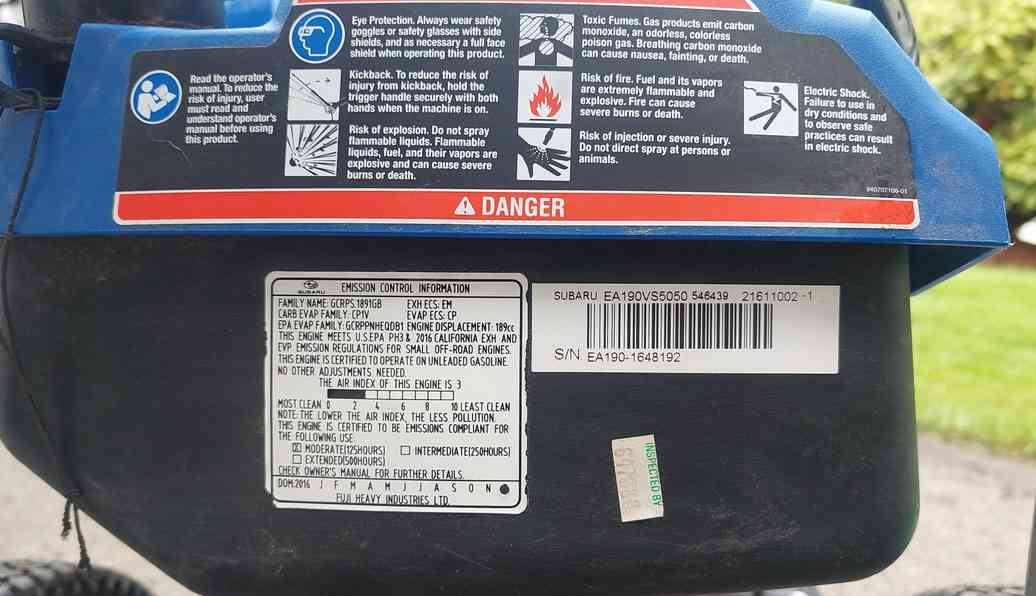 Read the operator's
manual. To reduce the
risk of injury, user
must read and
understand operator's
manual before using
this product.
Eye Protection. Always wear safety
goggles or safety glasses with side
shields, and as necessary a full face
shield when operating this product.
Kickback. To reduce the risk of
injury from kickback, hold the
trigger handle securely with both
hands when the machine is on.
Risk of explosion. Do not spray
flammable liquids. Flammable
liquids, fuel, and their vapors are
explosive and can cause severe
burns or death.
Toxic Fumes. Gas products emit carbon
monoxide, an odorless, colorless
poison gas. Breathing carbon monoxide
can cause nausea, fainting, or death.
Risk of fire. Fuel and its vapors
are extremely flammable and
explosive. Fire can cause
severe burns or death.
Risk of injection or severe injury.
Do not direct spray at persons or
animals.
Electric Shock.
Failure to use in
dry conditions and
to observe safe
practices can result
in electric shock.
940707106-01
DANGER
SUBARU
EMISSION CONTROL INFORMATION
FAMILY NAME: GCRPS.1891GB EXH ECS: EM
CARB EVAP FAMILY: CP1V EVAP ECS: CP
EPA EVAP FAMILY: GCRPPNHEQDB1 ENGINE DISPLACEMENT: 189cc
THIS ENGINE MEETS U.S.EPA PH3 & 2016 CALIFORNIA EXH AND
EVP EMISSION REGULATIONS FOR SMALL OFF-ROAD ENGINES.
THIS ENGINE IS CERTIFIED TO OPERATE ON UNLEADED GASOLINE.
NO OTHER ADJUSTMENTS NEEDED.
THE AIR INDEX OF THIS ENGINE IS 3
MOST CLEAN 0 2 4 6 8 10 LEAST CLEAN
NOTE: THE LOWER THE AIR INDEX, THE LESS POLLUTION.
THIS ENGINE IS CERTIFIED TO BE EMISSIONS COMPLIANT FOR
THE FOLLOWING USE:
MODERATE(125HOURS) INTERMEDIATE(250HOURS)
EXTENDED(500HOURS)
CHECK OWNER'S MANUAL FOR FURTHER DETAILS.
DOM:2016 J F M A M J J A S O N
FUJI HEAVY INDUSTRIES LTD.
SUBARU EA190VS5050 546439 21611002 -1
S/N EA190-1648192
INSPECTED BY